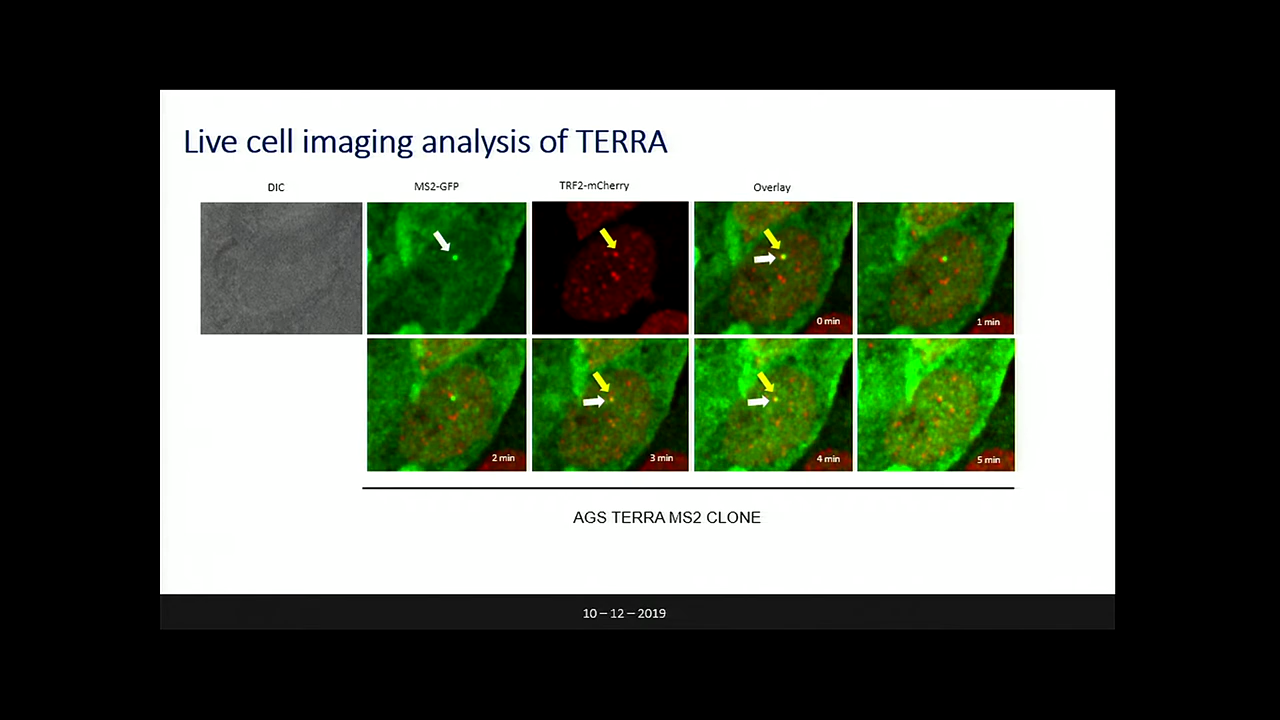 Live cell imaging analysis of TERRA
DIC
MS2-GFP
TRF2-mCherry
Overlay
0 min
1 min
2 min
3 min
4 min
5 min
AGS TERRA MS2 CLONE
10 – 12 – 2019